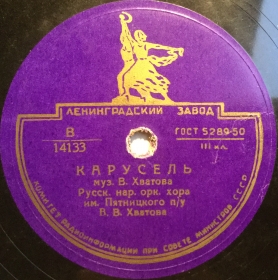 ЛЕНИНГРАДСКИЙ ЗАВОД
В
14133
ГОСТ 5289-50
III кл.
КАРУСЕЛЬ
муз. В. Хватова
Русск. нар. орк. хора
им. Пятницкого п/у
В. В. Хватова
КОМИТЕТ РАДИОИНФОРМАЦИИ ПРИ СОВЕТЕ МИНИСТРОВ СССР